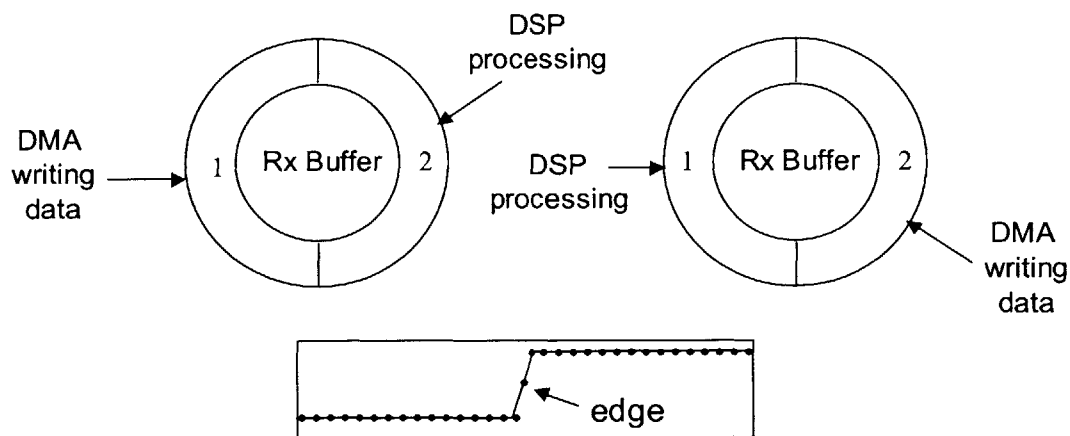 DSP
processing
DMA
writing
data
1
Rx Buffer
2
DSP
processing
1
Rx Buffer
2
DMA
writing
data
edge